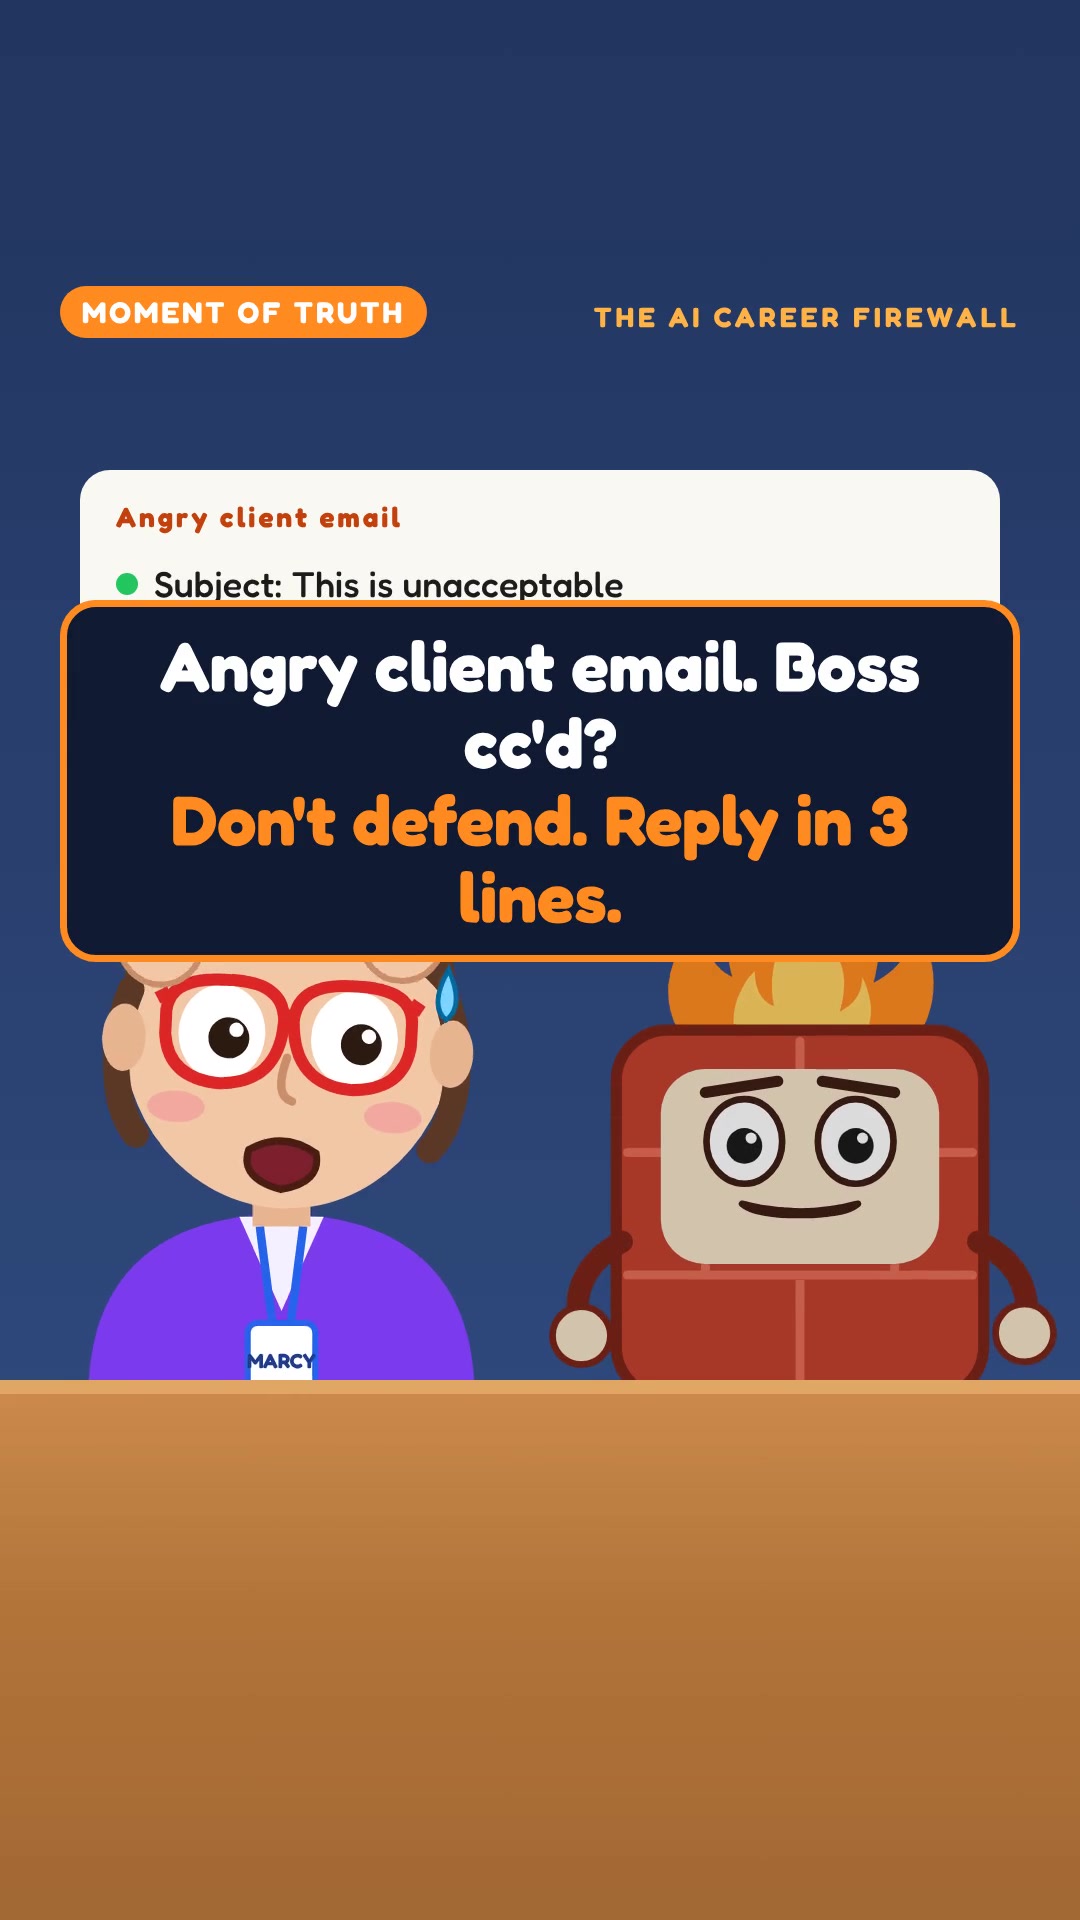 MOMENT OF TRUTH
THE AI CAREER FIREWALL
Angry client email
Subject: This is unacceptable
Angry client email. Boss
cc'd?
Don't defend. Reply in 3
lines.
MARCY